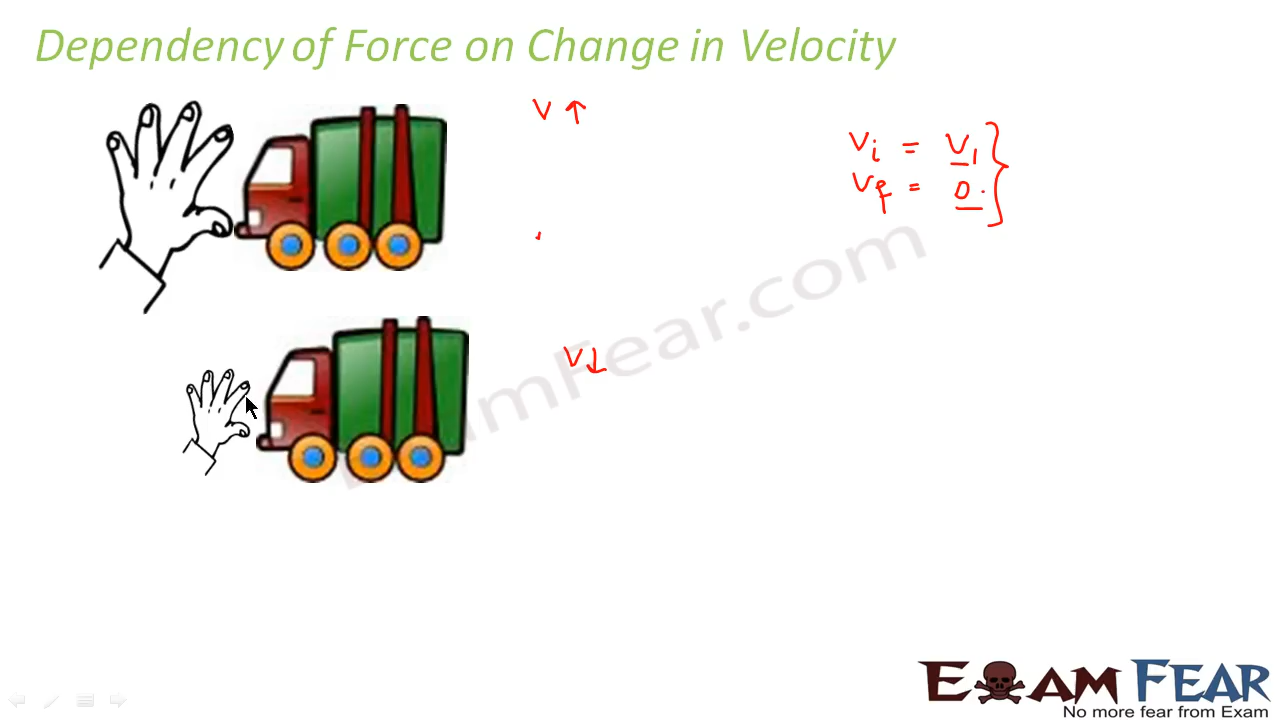 Dependency of Force on Change in Velocity
V ↑
Vi = V1
Vf = 0.
V↓
ExamFear.com
EXAM FEAR
No more fear from Exam